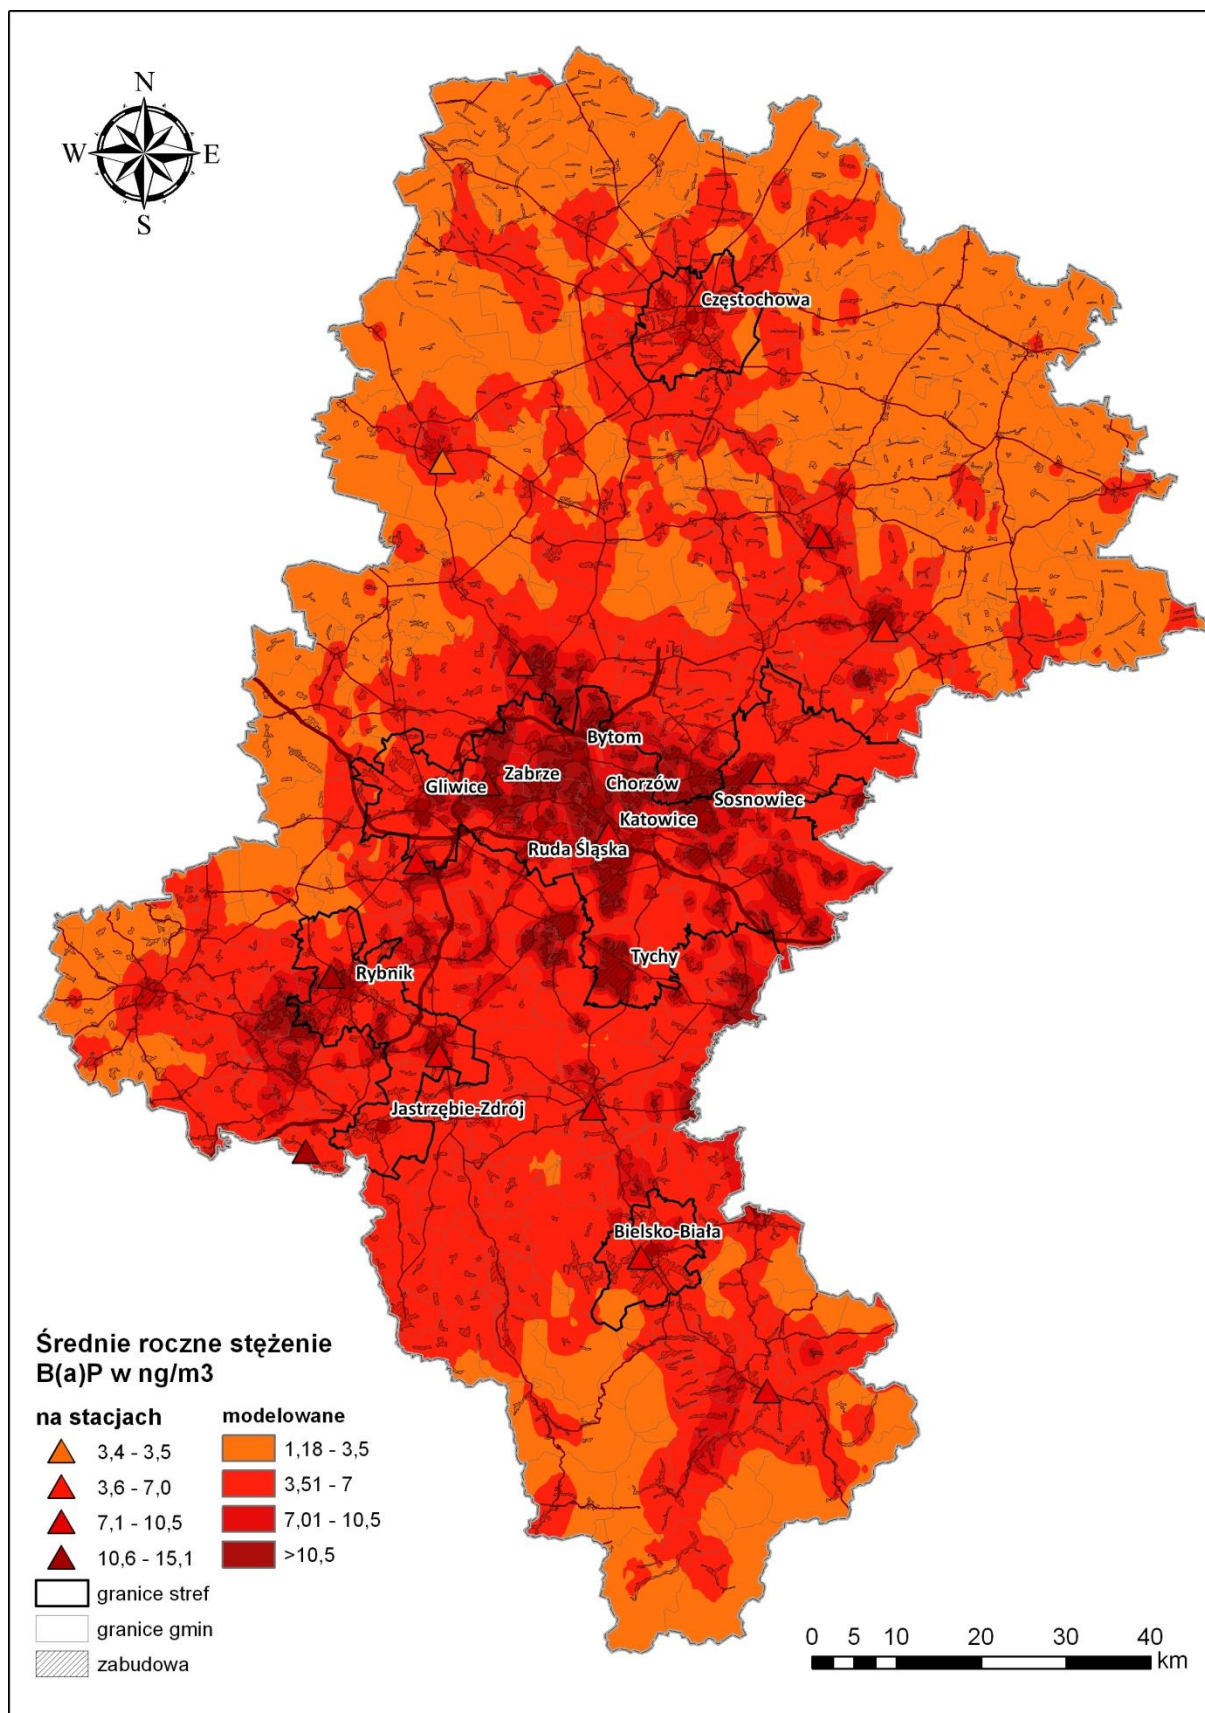 N
W
E
S
Częstochowa
Bytom
Zabrze
Gliwice
Chorzów
Sosnowiec
Katowice
Ruda Śląska
Tychy
Rybnik
Jastrzębie-Zdrój
Bielsko-Biała
Średnie roczne stężenie
B(a)P w ng/m3
na stacjach
modelowane
3,4 - 3,5
1,18 - 3,5
3,6 - 7,0
3,51 - 7
7,1 - 10,5
7,01 - 10,5
10,6 - 15,1
>10,5
granice stref
granice gmin
zabudowa
0 5 10 20 30 40
km